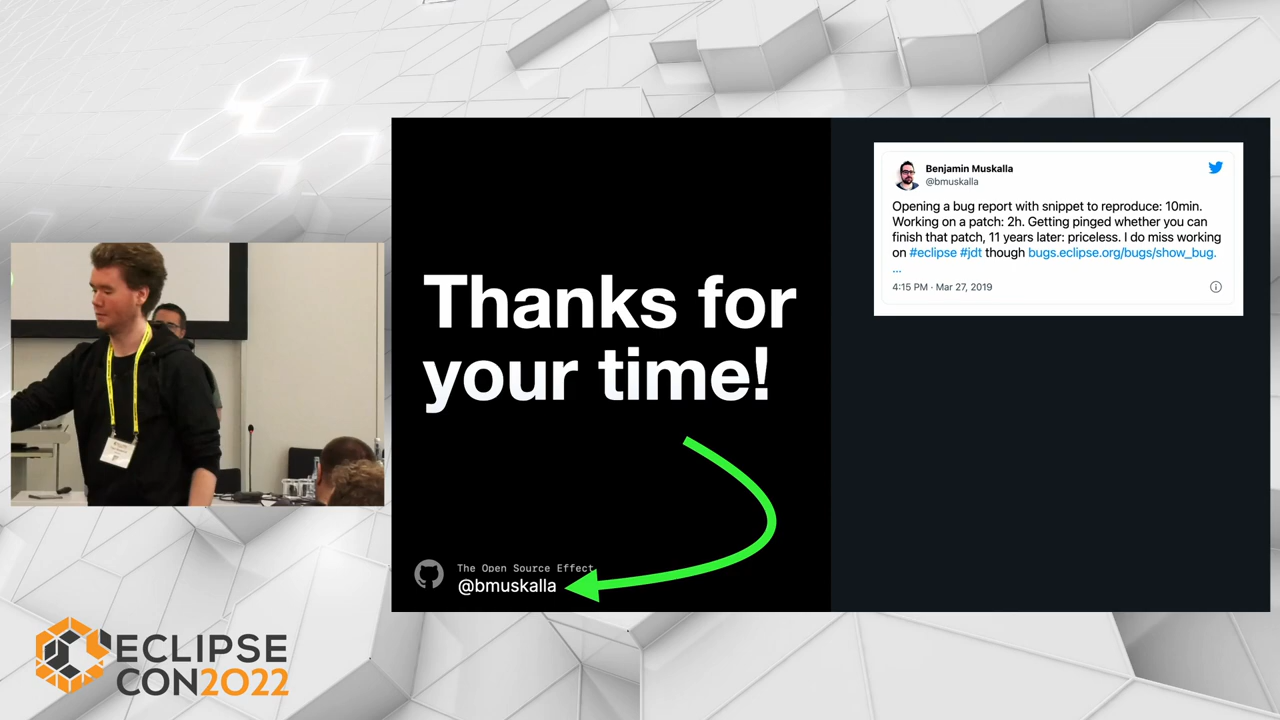 Thanks for
your time!
The Open Source Effect
@bmuskalla
Benjamin Muskalla
@bmuskalla
Opening a bug report with snippet to reproduce: 10min.
Working on a patch: 2h. Getting pinged whether you can
finish that patch, 11 years later: priceless. I do miss working
on #eclipse #jdt though bugs.eclipse.org/bugs/show_bug.
...
4:15 PM · Mar 27, 2019
ECLIPSE
CON2022